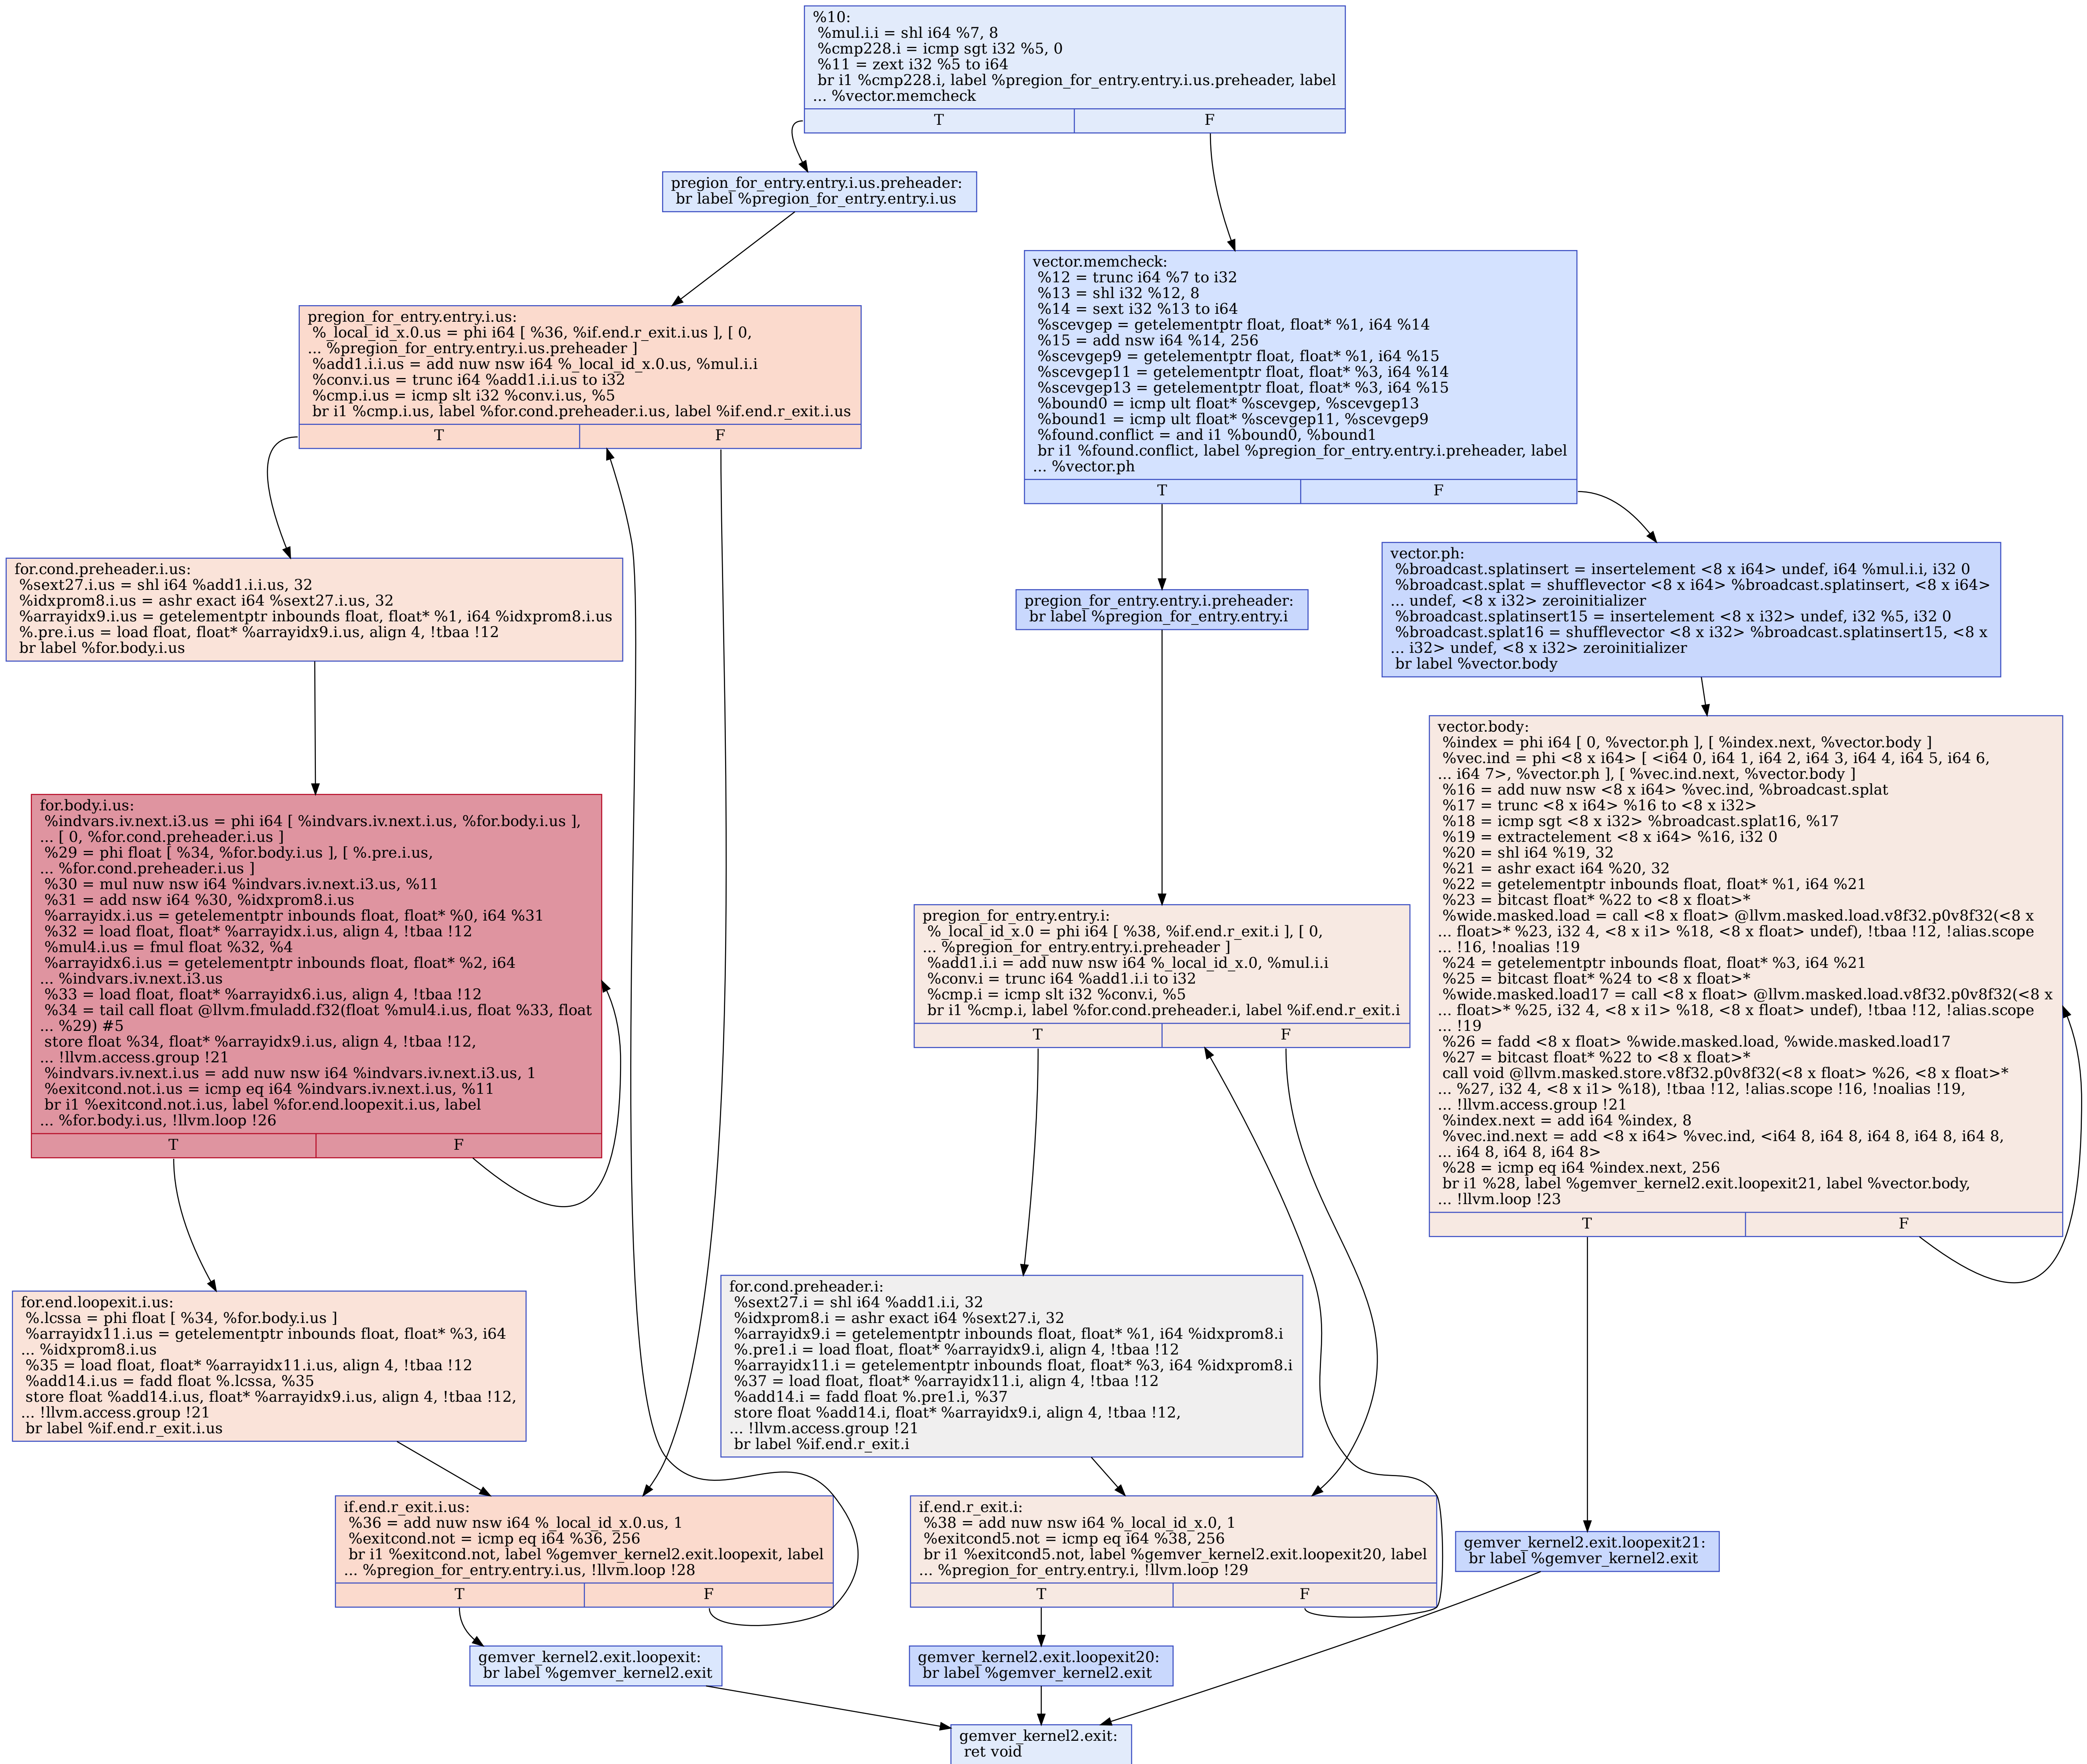 %10:
%mul.i.i = shl i64 %7, 8
%cmp228.i = icmp sgt i32 %5, 0
%11 = zext i32 %5 to i64
br i1 %cmp228.i, label %pregion_for_entry.entry.i.us.preheader, label
... %vector.memcheck
T
F
pregion_for_entry.entry.i.us.preheader:
br label %pregion_for_entry.entry.i.us
vector.memcheck:
%12 = trunc i64 %7 to i32
%13 = shl i32 %12, 8
%14 = sext i32 %13 to i64
%scevgep = getelementptr float, float* %1, i64 %14
%15 = add nsw i64 %14, 256
%scevgep9 = getelementptr float, float* %1, i64 %15
%scevgep11 = getelementptr float, float* %3, i64 %14
%scevgep13 = getelementptr float, float* %3, i64 %15
%bound0 = icmp ult float* %scevgep, %scevgep13
%bound1 = icmp ult float* %scevgep11, %scevgep9
%found.conflict = and i1 %bound0, %bound1
br i1 %found.conflict, label %pregion_for_entry.entry.i.preheader, label
... %vector.ph
T
F
pregion_for_entry.entry.i.us:
%_local_id_x.0.us = phi i64 [ %36, %if.end.r_exit.i.us ], [ 0,
... %pregion_for_entry.entry.i.us.preheader ]
%add1.i.i.us = add nuw nsw i64 %_local_id_x.0.us, %mul.i.i
%conv.i.us = trunc i64 %add1.i.i.us to i32
%cmp.i.us = icmp slt i32 %conv.i.us, %5
br i1 %cmp.i.us, label %for.cond.preheader.i.us, label %if.end.r_exit.i.us
T
F
for.cond.preheader.i.us:
%sext27.i.us = shl i64 %add1.i.i.us, 32
%idxprom8.i.us = ashr exact i64 %sext27.i.us, 32
%arrayidx9.i.us = getelementptr inbounds float, float* %1, i64 %idxprom8.i.us
%.pre.i.us = load float, float* %arrayidx9.i.us, align 4, !tbaa !12
br label %for.body.i.us
pregion_for_entry.entry.i.preheader:
br label %pregion_for_entry.entry.i
vector.ph:
%broadcast.splatinsert = insertelement <8 x i64> undef, i64 %mul.i.i, i32 0
%broadcast.splat = shufflevector <8 x i64> %broadcast.splatinsert, <8 x i64>
... undef, <8 x i32> zeroinitializer
%broadcast.splatinsert15 = insertelement <8 x i32> undef, i32 %5, i32 0
%broadcast.splat16 = shufflevector <8 x i32> %broadcast.splatinsert15, <8 x
... i32> undef, <8 x i32> zeroinitializer
br label %vector.body
vector.body:
%index = phi i64 [ 0, %vector.ph ], [ %index.next, %vector.body ]
%vec.ind = phi <8 x i64> [ <i64 0, i64 1, i64 2, i64 3, i64 4, i64 5, i64 6,
... i64 7>, %vector.ph ], [ %vec.ind.next, %vector.body ]
%16 = add nuw nsw <8 x i64> %vec.ind, %broadcast.splat
%17 = trunc <8 x i64> %16 to <8 x i32>
%18 = icmp sgt <8 x i32> %broadcast.splat16, %17
%19 = extractelement <8 x i64> %16, i32 0
%20 = shl i64 %19, 32
%21 = ashr exact i64 %20, 32
%22 = getelementptr inbounds float, float* %1, i64 %21
%23 = bitcast float* %22 to <8 x float>*
%wide.masked.load = call <8 x float> @llvm.masked.load.v8f32.p0v8f32(<8 x
... float>* %23, i32 4, <8 x i1> %18, <8 x float> undef), !tbaa !12, !alias.scope
... !16, !noalias !19
%24 = getelementptr inbounds float, float* %3, i64 %21
%25 = bitcast float* %24 to <8 x float>*
%wide.masked.load17 = call <8 x float> @llvm.masked.load.v8f32.p0v8f32(<8 x
... float>* %25, i32 4, <8 x i1> %18, <8 x float> undef), !tbaa !12, !alias.scope
... !19
%26 = fadd <8 x float> %wide.masked.load, %wide.masked.load17
%27 = bitcast float* %22 to <8 x float>*
call void @llvm.masked.store.v8f32.p0v8f32(<8 x float> %26, <8 x float>*
... %27, i32 4, <8 x i1> %18), !tbaa !12, !alias.scope !16, !noalias !19,
... !llvm.access.group !21
%index.next = add i64 %index, 8
%vec.ind.next = add <8 x i64> %vec.ind, <i64 8, i64 8, i64 8, i64 8, i64 8,
... i64 8, i64 8, i64 8>
%28 = icmp eq i64 %index.next, 256
br i1 %28, label %gemver_kernel2.exit.loopexit21, label %vector.body,
... !llvm.loop !23
T
F
for.body.i.us:
%indvars.iv.next.i3.us = phi i64 [ %indvars.iv.next.i.us, %for.body.i.us ],
... [ 0, %for.cond.preheader.i.us ]
%29 = phi float [ %34, %for.body.i.us ], [ %.pre.i.us,
... %for.cond.preheader.i.us ]
%30 = mul nuw nsw i64 %indvars.iv.next.i3.us, %11
%31 = add nsw i64 %30, %idxprom8.i.us
%arrayidx.i.us = getelementptr inbounds float, float* %0, i64 %31
%32 = load float, float* %arrayidx.i.us, align 4, !tbaa !12
%mul4.i.us = fmul float %32, %4
%arrayidx6.i.us = getelementptr inbounds float, float* %2, i64
... %indvars.iv.next.i3.us
%33 = load float, float* %arrayidx6.i.us, align 4, !tbaa !12
%34 = tail call float @llvm.fmuladd.f32(float %mul4.i.us, float %33, float
... %29) #5
store float %34, float* %arrayidx9.i.us, align 4, !tbaa !12,
... !llvm.access.group !21
%indvars.iv.next.i.us = add nuw nsw i64 %indvars.iv.next.i3.us, 1
%exitcond.not.i.us = icmp eq i64 %indvars.iv.next.i.us, %11
br i1 %exitcond.not.i.us, label %for.end.loopexit.i.us, label
... %for.body.i.us, !llvm.loop !26
T
F
pregion_for_entry.entry.i:
%_local_id_x.0 = phi i64 [ %38, %if.end.r_exit.i ], [ 0,
... %pregion_for_entry.entry.i.preheader ]
%add1.i.i = add nuw nsw i64 %_local_id_x.0, %mul.i.i
%conv.i = trunc i64 %add1.i.i to i32
%cmp.i = icmp slt i32 %conv.i, %5
br i1 %cmp.i, label %for.cond.preheader.i, label %if.end.r_exit.i
T
F
for.end.loopexit.i.us:
%.lcssa = phi float [ %34, %for.body.i.us ]
%arrayidx11.i.us = getelementptr inbounds float, float* %3, i64
... %idxprom8.i.us
%35 = load float, float* %arrayidx11.i.us, align 4, !tbaa !12
%add14.i.us = fadd float %.lcssa, %35
store float %add14.i.us, float* %arrayidx9.i.us, align 4, !tbaa !12,
... !llvm.access.group !21
br label %if.end.r_exit.i.us
for.cond.preheader.i:
%sext27.i = shl i64 %add1.i.i, 32
%idxprom8.i = ashr exact i64 %sext27.i, 32
%arrayidx9.i = getelementptr inbounds float, float* %1, i64 %idxprom8.i
%.pre1.i = load float, float* %arrayidx9.i, align 4, !tbaa !12
%arrayidx11.i = getelementptr inbounds float, float* %3, i64 %idxprom8.i
%37 = load float, float* %arrayidx11.i, align 4, !tbaa !12
%add14.i = fadd float %.pre1.i, %37
store float %add14.i, float* %arrayidx9.i, align 4, !tbaa !12,
... !llvm.access.group !21
br label %if.end.r_exit.i
if.end.r_exit.i.us:
%36 = add nuw nsw i64 %_local_id_x.0.us, 1
%exitcond.not = icmp eq i64 %36, 256
br i1 %exitcond.not, label %gemver_kernel2.exit.loopexit, label
... %pregion_for_entry.entry.i.us, !llvm.loop !28
T
F
if.end.r_exit.i:
%38 = add nuw nsw i64 %_local_id_x.0, 1
%exitcond5.not = icmp eq i64 %38, 256
br i1 %exitcond5.not, label %gemver_kernel2.exit.loopexit20, label
... %pregion_for_entry.entry.i, !llvm.loop !29
T
F
gemver_kernel2.exit.loopexit21:
br label %gemver_kernel2.exit
gemver_kernel2.exit.loopexit:
br label %gemver_kernel2.exit
gemver_kernel2.exit.loopexit20:
br label %gemver_kernel2.exit
gemver_kernel2.exit:
ret void